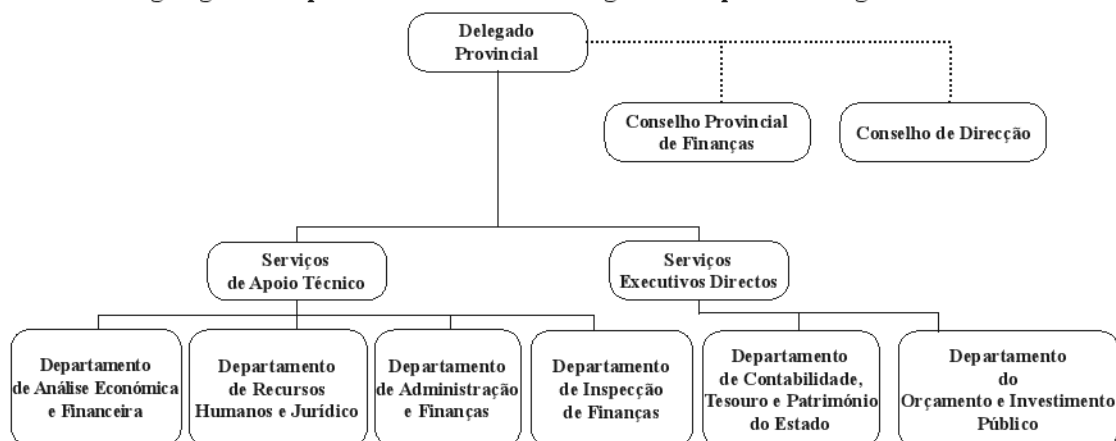 Delegado
Provincial
Conselho Provincial
de Finanças
Conselho de Direcção
Serviços
de Apoio Técnico
Serviços
Executivos Directos
Departamento
de Análise Económica
e Financeira
Departamento
de Recursos
Humanos e Jurídico
Departamento
de Administração
e Finanças
Departamento
de Inspecção
de Finanças
Departamento
de Contabilidade,
Tesouro e Património
do Estado
Departamento
do
Orçamento e Investimento
Público